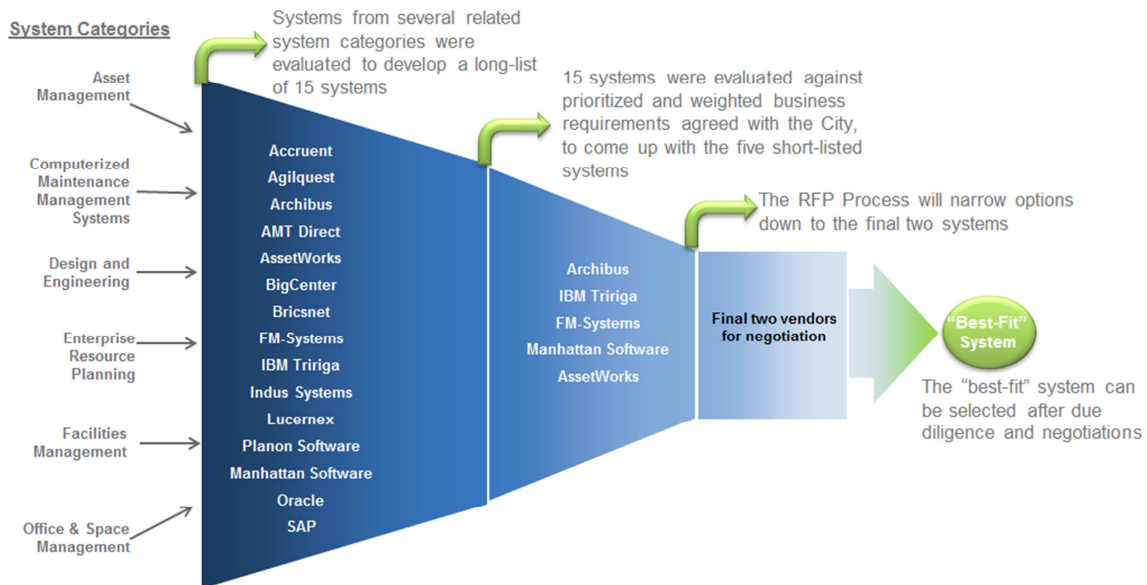 System Categories
Asset
Management
Computerized
Maintenance
Management
Systems
Design and
Engineering
Enterprise
Resource
Planning
Facilities
Management
Office & Space
Management
Systems from several related
system categories were
evaluated to develop a long-list
of 15 systems
Accruent
Agilquest
Archibus
AMT Direct
AssetWorks
BigCenter
Bricsnet
FM-Systems
IBM Tririga
Indus Systems
Lucernex
Planon Software
Manhattan Software
Oracle
SAP
15 systems were evaluated against
prioritized and weighted business
requirements agreed with the City,
to come up with the five short-listed
systems
Archibus
IBM Tririga
FM-Systems
Manhattan Software
AssetWorks
The RFP Process will narrow options
down to the final two systems
Final two vendors
for negotiation
“Best-Fit”
System
The “best-fit” system can
be selected after due
diligence and negotiations